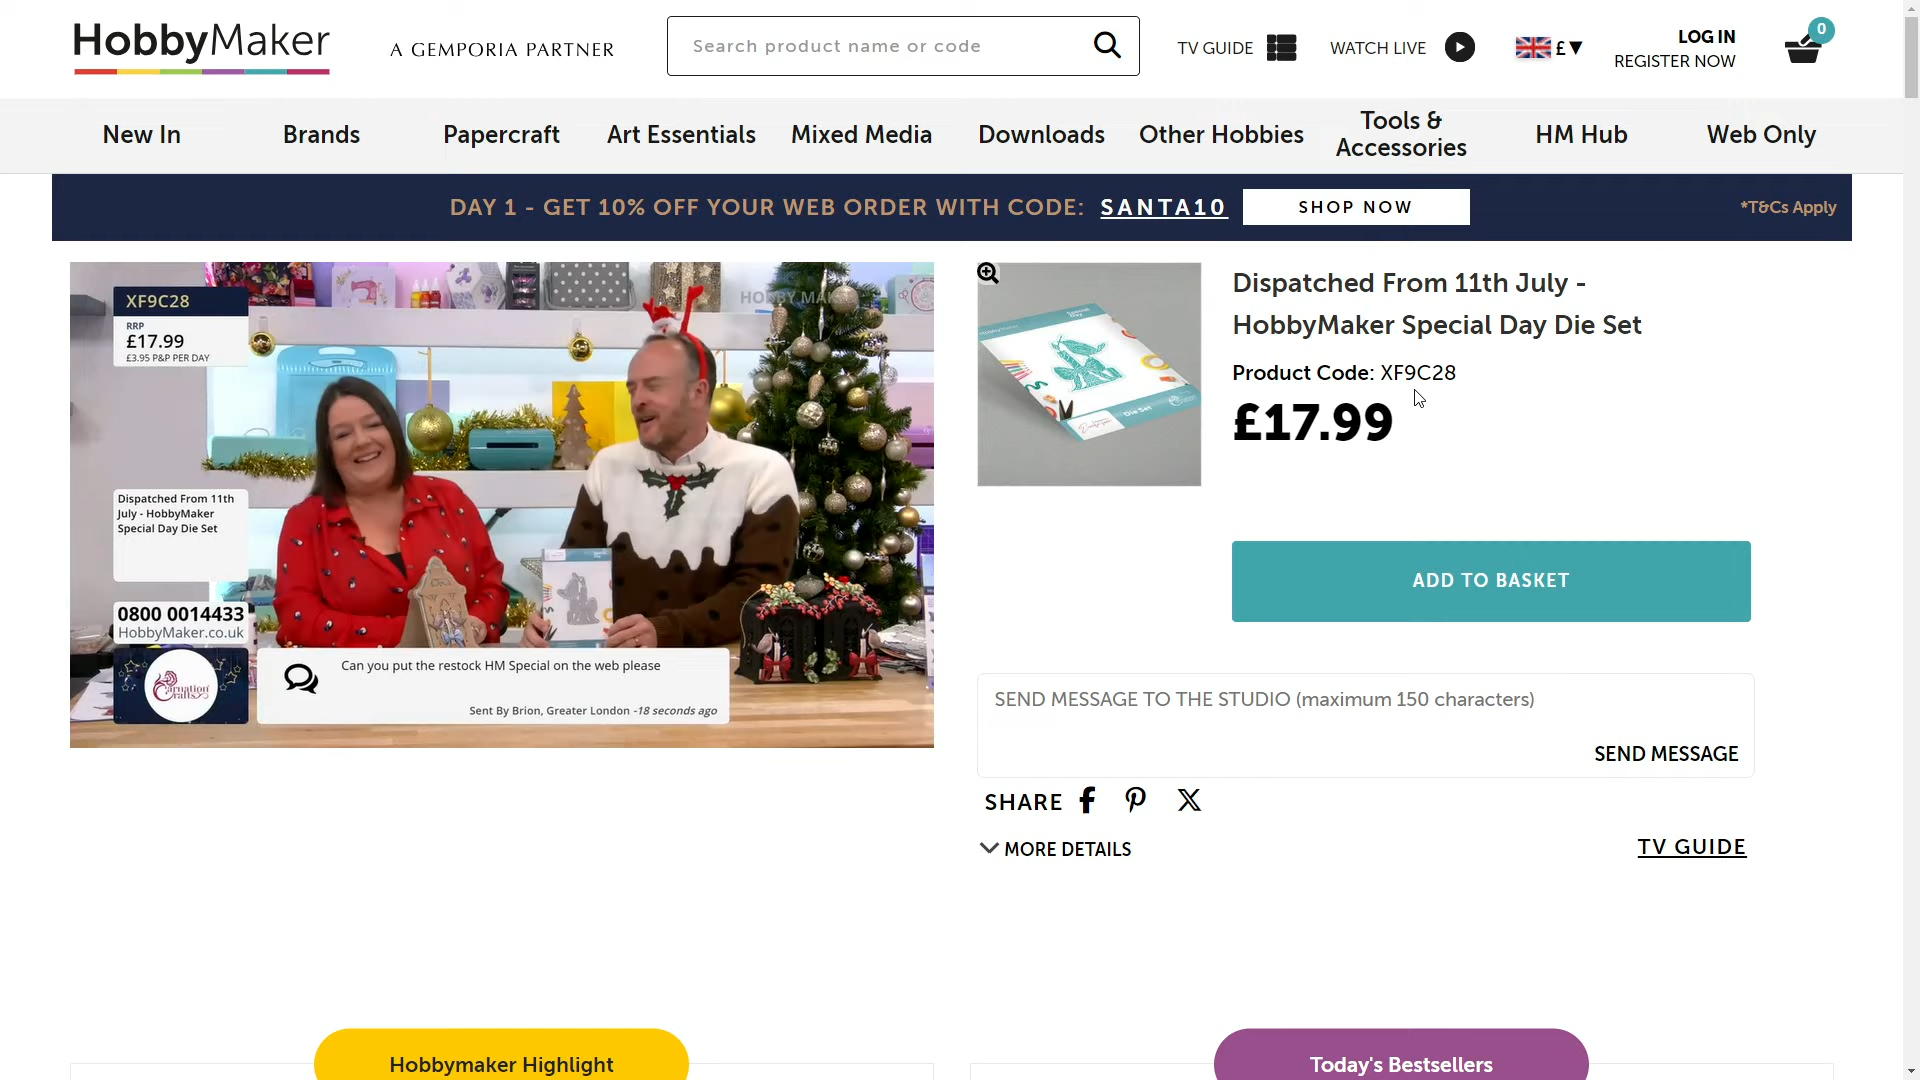 HobbyMaker
A GEMPORIA PARTNER
Search product name or code
TV GUIDE
WATCH LIVE
£▼
LOG IN
REGISTER NOW
0
New In
Brands
Papercraft
Art Essentials
Mixed Media
Downloads
Other Hobbies
Tools &
Accessories
HM Hub
Web Only
DAY 1 - GET 10% OFF YOUR WEB ORDER WITH CODE: SANTA10
SHOP NOW
*T&Cs Apply
XF9C28
RRP
£17.99
£3.95 P&P PER DAY
Dispatched From 11th
July - HobbyMaker
Special Day Die Set
0800 0014433
HobbyMaker.co.uk
Carnation
Crafts
Can you put the restock HM Special on the web please
Sent By Brion, Greater London -18 seconds ago
Special
Day
Die Set
Dispatched From 11th July -
HobbyMaker Special Day Die Set
Product Code: XF9C28
£17.99
ADD TO BASKET
SEND MESSAGE TO THE STUDIO (maximum 150 characters)
SEND MESSAGE
SHARE
MORE DETAILS
TV GUIDE
Hobbymaker Highlight
Today's Bestsellers